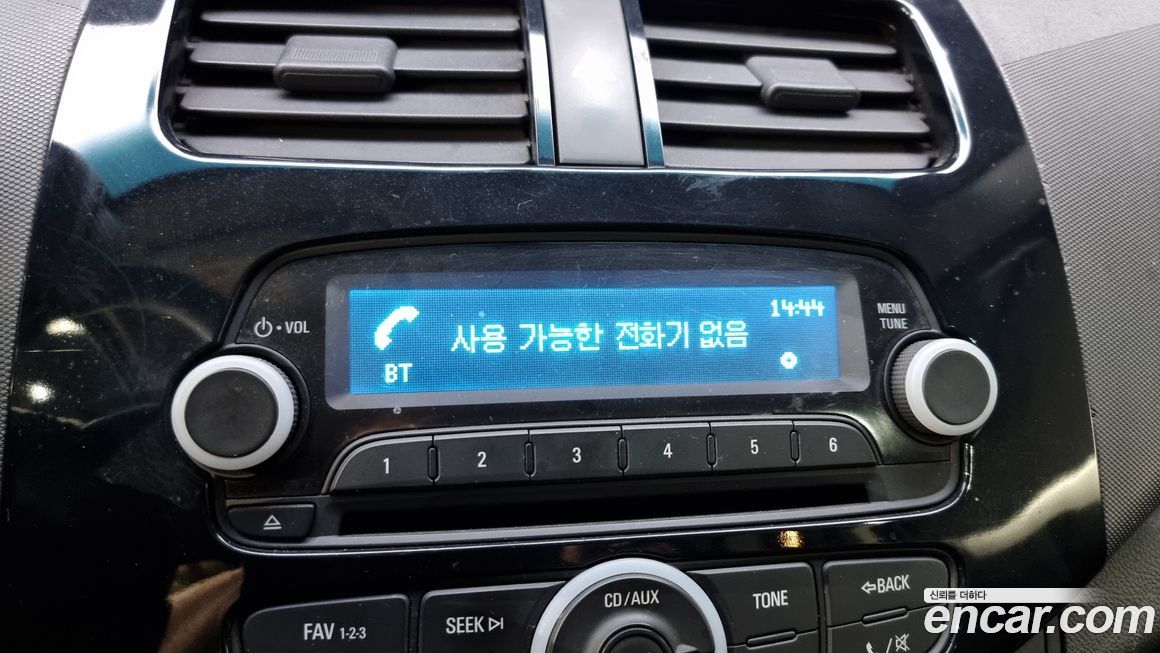 ⏻·VOL
14:44
사용 가능한 전화기 없음
BT
MENU
TUNE
1 2 3 4 5 6
FAV 1-2-3
SEEK
CD/AUX
TONE
BACK
신뢰를 더하다
encar.com